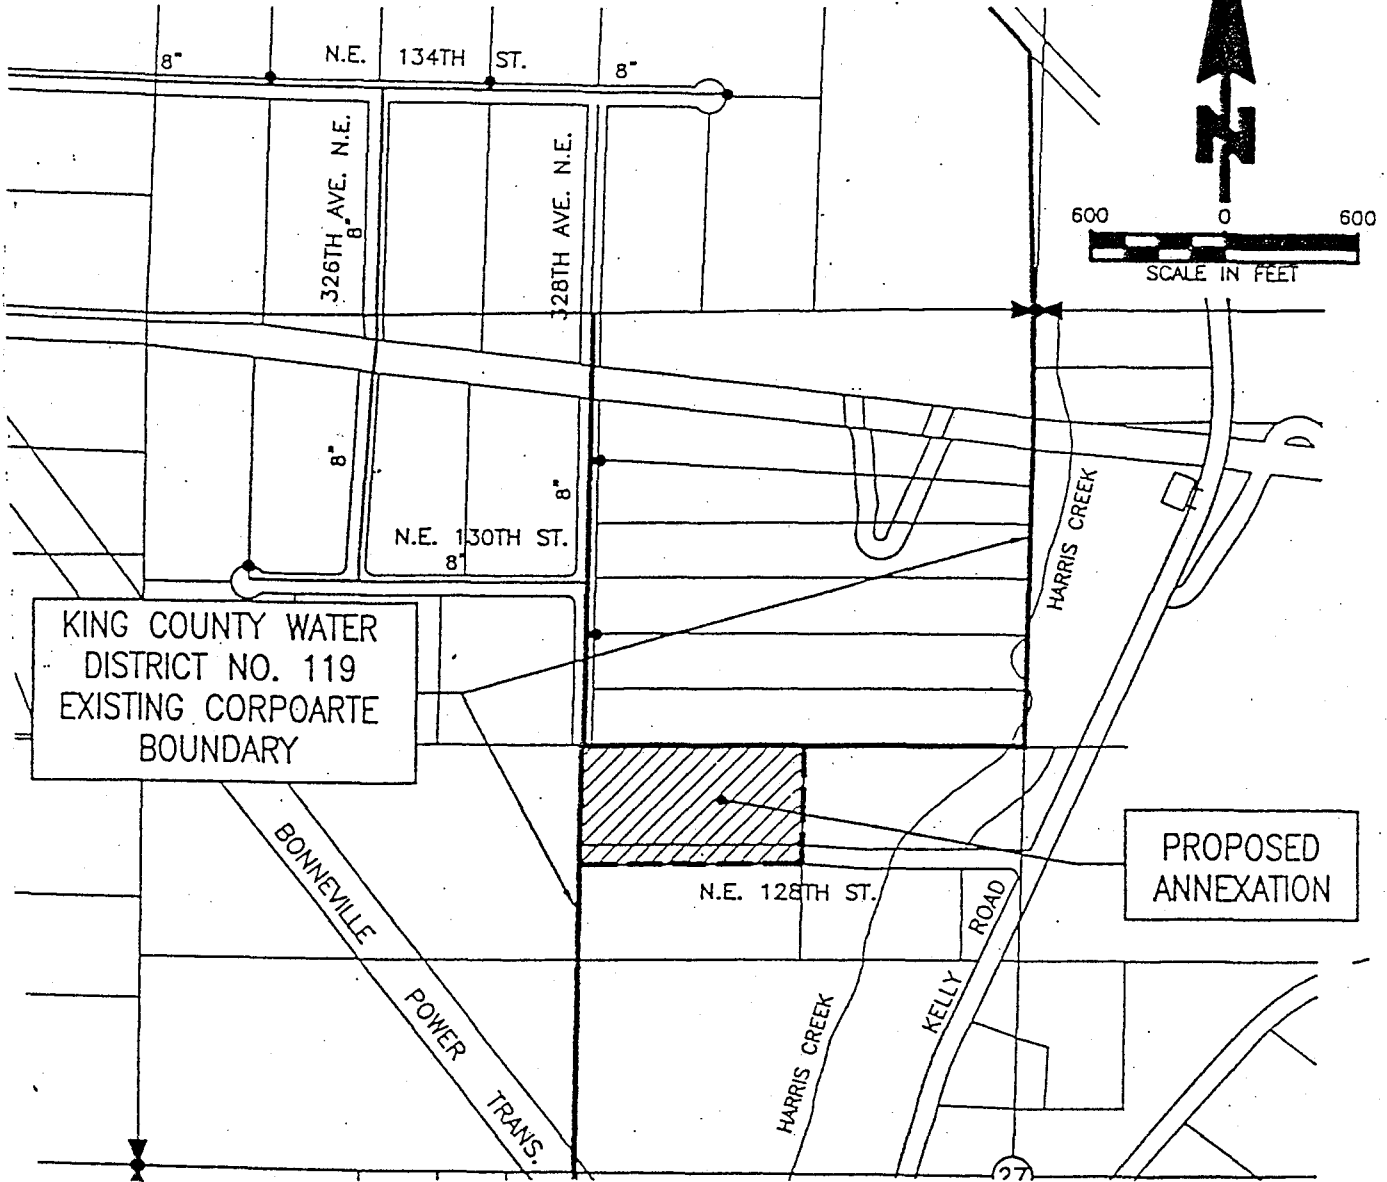 8"
N.E. 134TH ST.
8"
N
600 0 600
SCALE IN FEET
326TH AVE. N.E.
8"
328TH AVE. N.E.
8"
8"
N.E. 130TH ST.
8"
HARRIS CREEK
KING COUNTY WATER
DISTRICT NO. 119
EXISTING CORPOARTE
BOUNDARY
PROPOSED
ANNEXATION
N.E. 128TH ST.
BONNEVILLE POWER TRANS.
HARRIS CREEK
KELLY ROAD
27